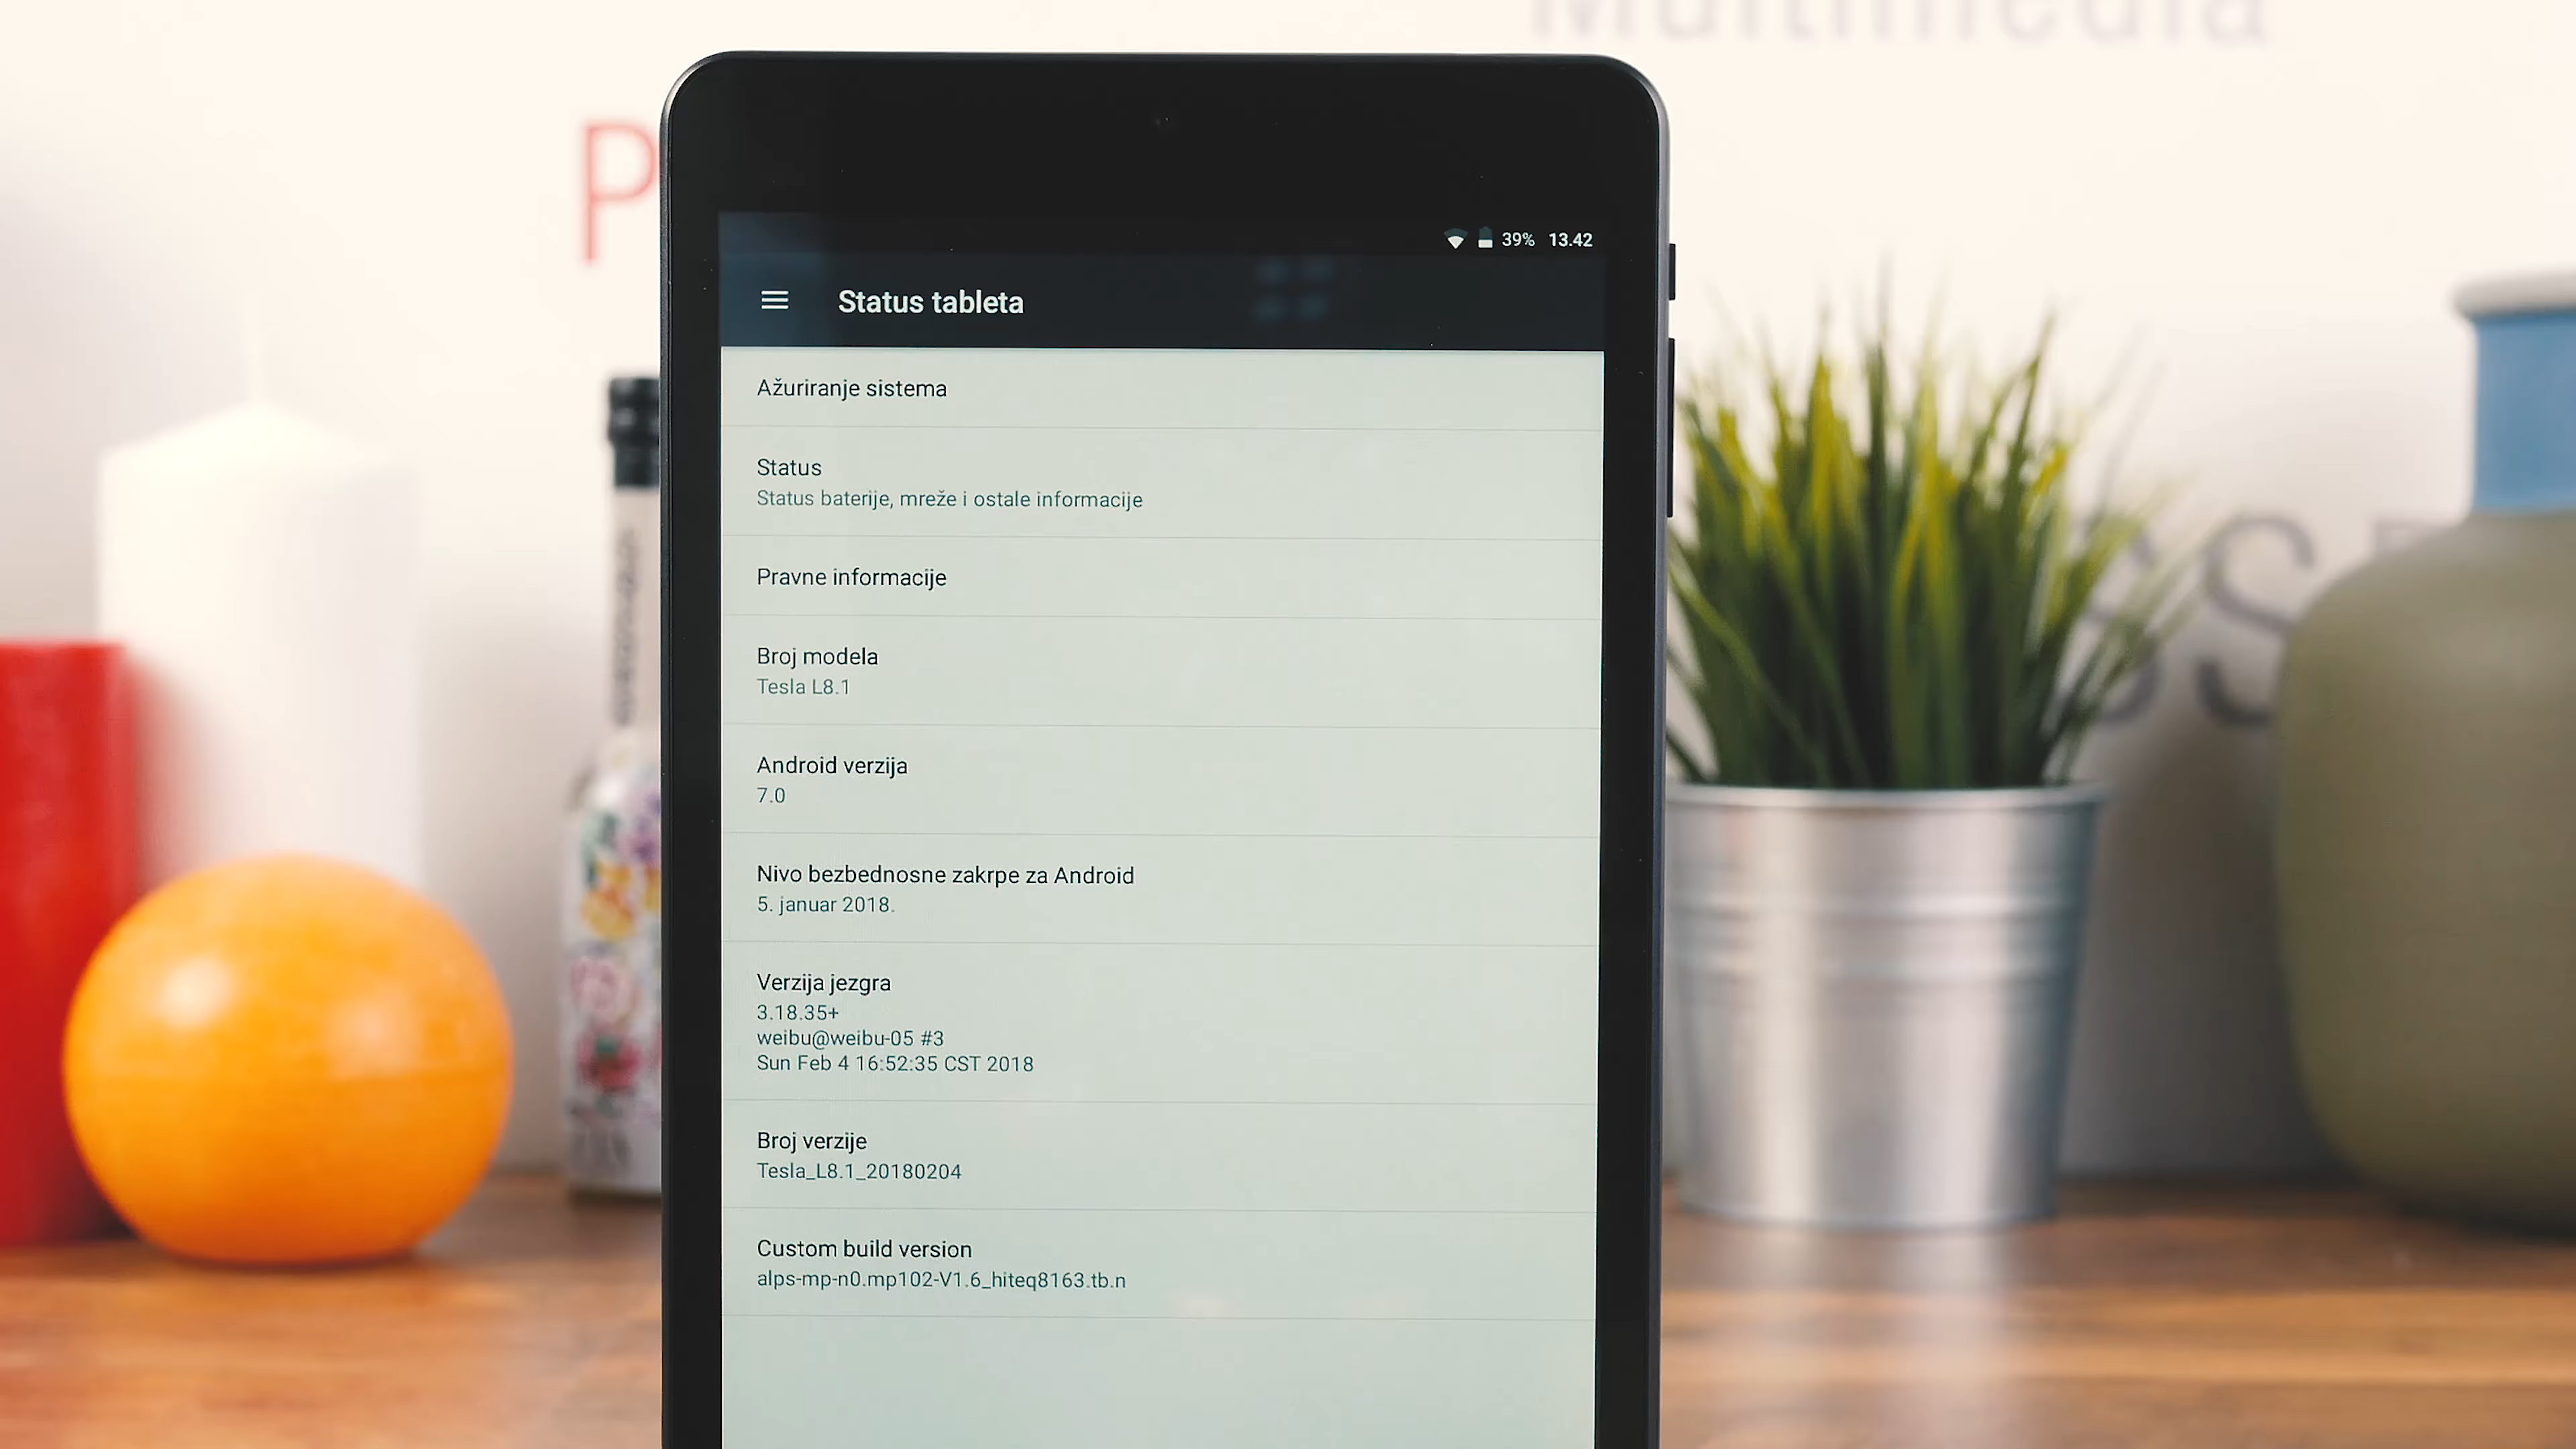 Multimedia
P
39% 13.42
Status tableta
Ažuriranje sistema
Status
Status baterije, mreže i ostale informacije
Pravne informacije
Broj modela
Tesla L8.1
Android verzija
7.0
Nivo bezbednosne zakrpe za Android
5. januar 2018.
Verzija jezgra
3.18.35+
weibu@weibu-05 #3
Sun Feb 4 16:52:35 CST 2018
Broj verzije
Tesla_L8.1_20180204
Custom build version
alps-mp-n0.mp102-V1.6_hiteq8163.tb.n